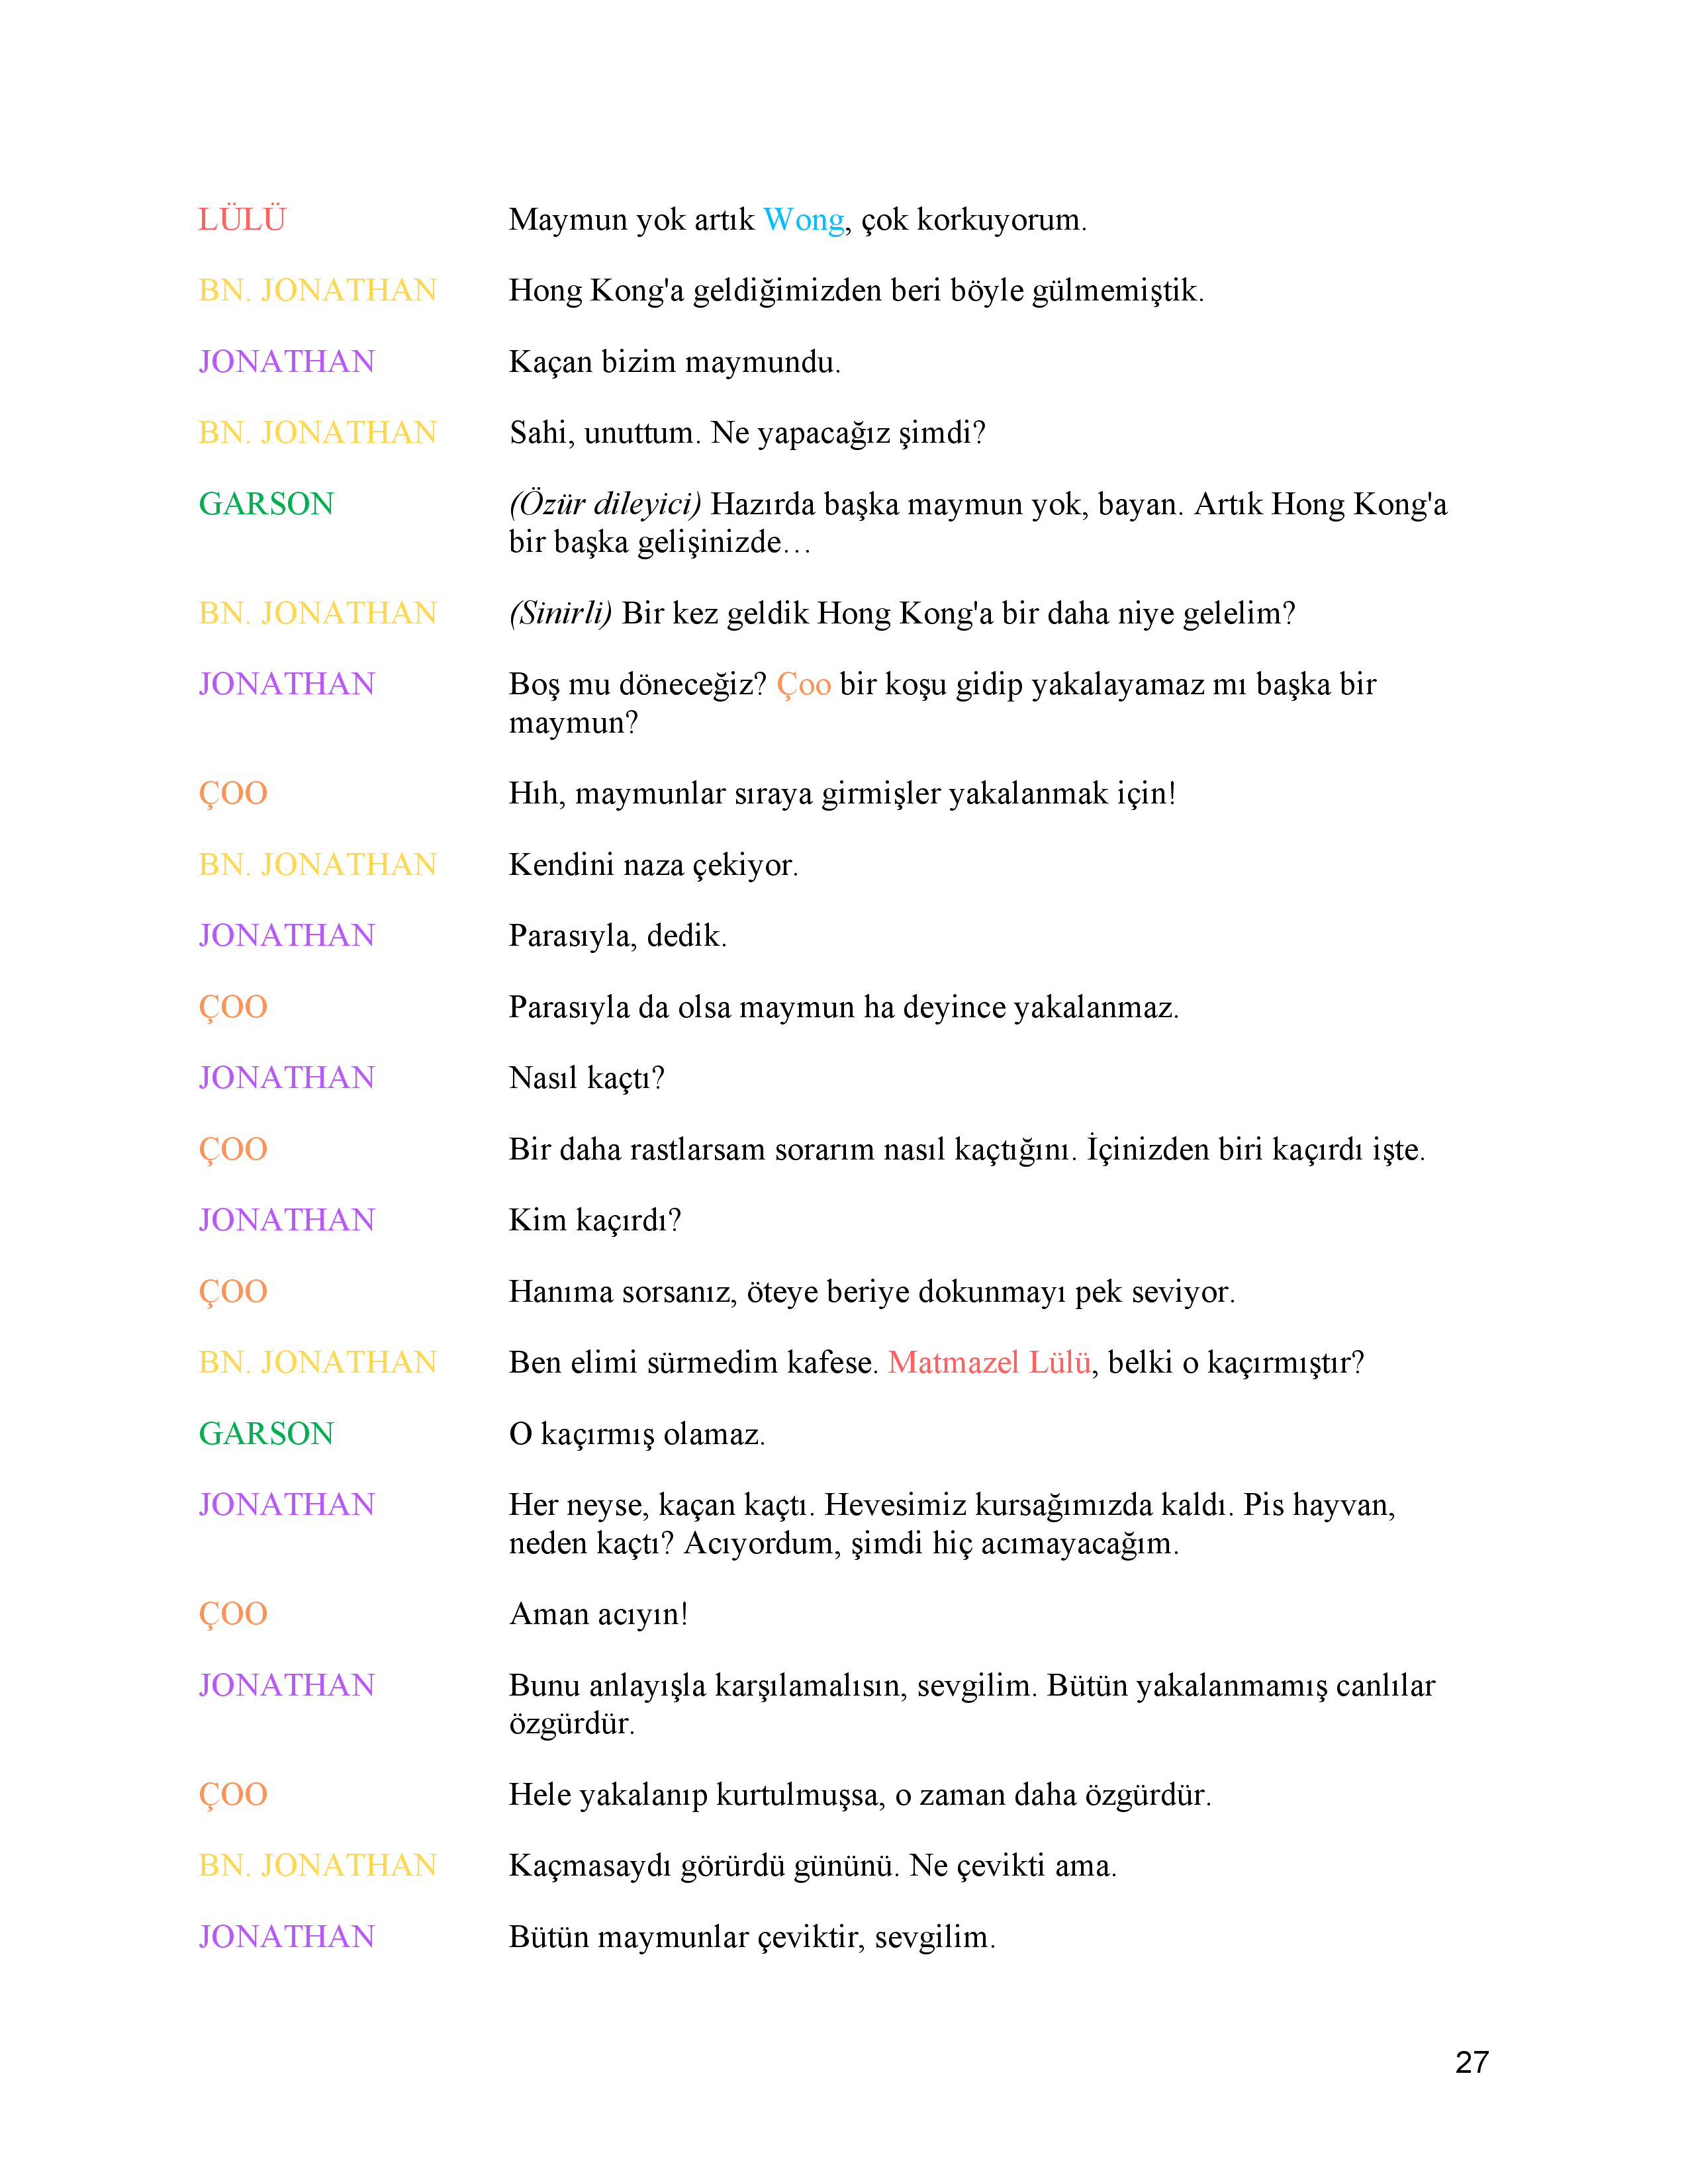 LÜLÜ Maymun yok artık Wong, çok korkuyorum.
BN. JONATHAN Hong Kong'a geldiğimizden beri böyle gülmemiştik.
JONATHAN Kaçan bizim maymundu.
BN. JONATHAN Sahi, unuttum. Ne yapacağız şimdi?
GARSON (Özür dileyici) Hazırda başka maymun yok, bayan. Artık Hong Kong'a
bir başka gelişinizde…
BN. JONATHAN (Sinirli) Bir kez geldik Hong Kong'a bir daha niye gelelim?
JONATHAN Boş mu döneceğiz? Çoo bir koşu gidip yakalayamaz mı başka bir
maymun?
ÇOO Hıh, maymunlar sıraya girmişler yakalanmak için!
BN. JONATHAN Kendini naza çekiyor.
JONATHAN Parasıyla, dedik.
ÇOO Parasıyla da olsa maymun ha deyince yakalanmaz.
JONATHAN Nasıl kaçtı?
ÇOO Bir daha rastlarsam sorarım nasıl kaçtığını. İçinizden biri kaçırdı işte.
JONATHAN Kim kaçırdı?
ÇOO Hanıma sorsanız, öteye beriye dokunmayı pek seviyor.
BN. JONATHAN Ben elimi sürmedim kafese. Matmazel Lülü, belki o kaçırmıştır?
GARSON O kaçırmış olamaz.
JONATHAN Her neyse, kaçan kaçtı. Hevesimiz kursağımızda kaldı. Pis hayvan,
neden kaçtı? Acıyordum, şimdi hiç acımayacağım.
ÇOO Aman acıyın!
JONATHAN Bunu anlayışla karşılamalısın, sevgilim. Bütün yakalanmamış canlılar
özgürdür.
ÇOO Hele yakalanıp kurtulmuşsa, o zaman daha özgürdür.
BN. JONATHAN Kaçmasaydı görürdü gününü. Ne çevikti ama.
JONATHAN Bütün maymunlar çeviktir, sevgilim.
27